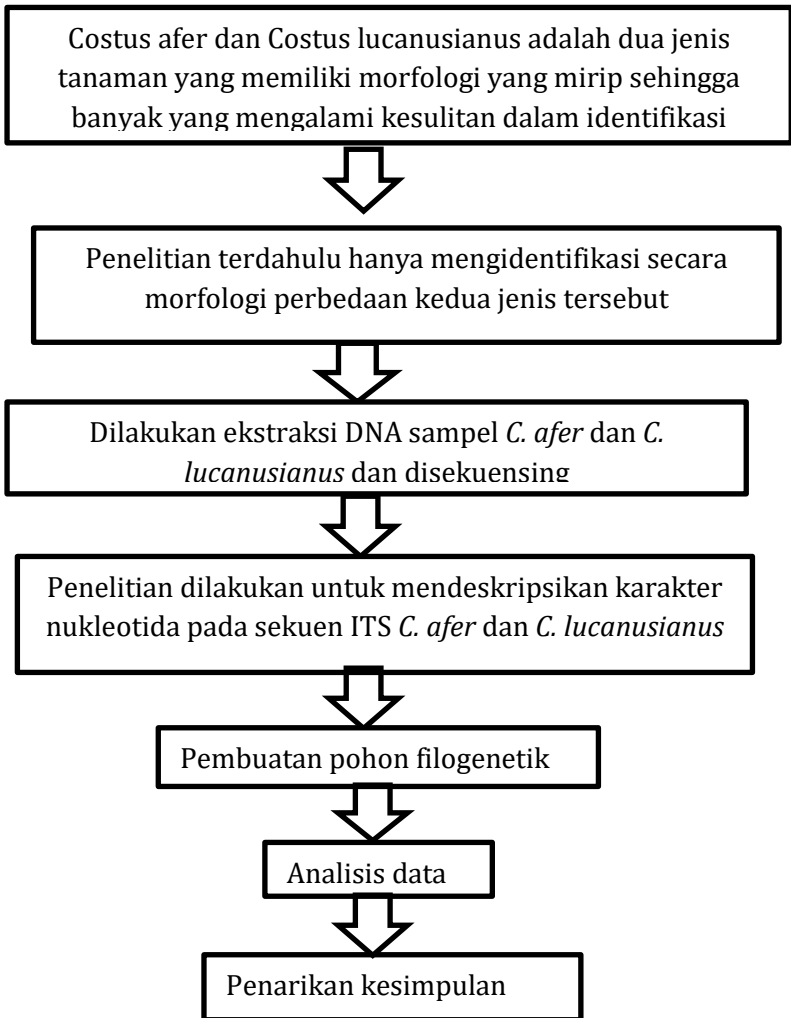 Costus afer dan Costus lucanusianus adalah dua jenis
tanaman yang memiliki morfologi yang mirip sehingga
banyak yang mengalami kesulitan dalam identifikasi
Penelitian terdahulu hanya mengidentifikasi secara
morfologi perbedaan kedua jenis tersebut
Dilakukan ekstraksi DNA sampel C. afer dan C.
lucanusianus dan disekuensing
Penelitian dilakukan untuk mendeskripsikan karakter
nukleotida pada sekuen ITS C. afer dan C. lucanusianus
Pembuatan pohon filogenetik
Analisis data
Penarikan kesimpulan